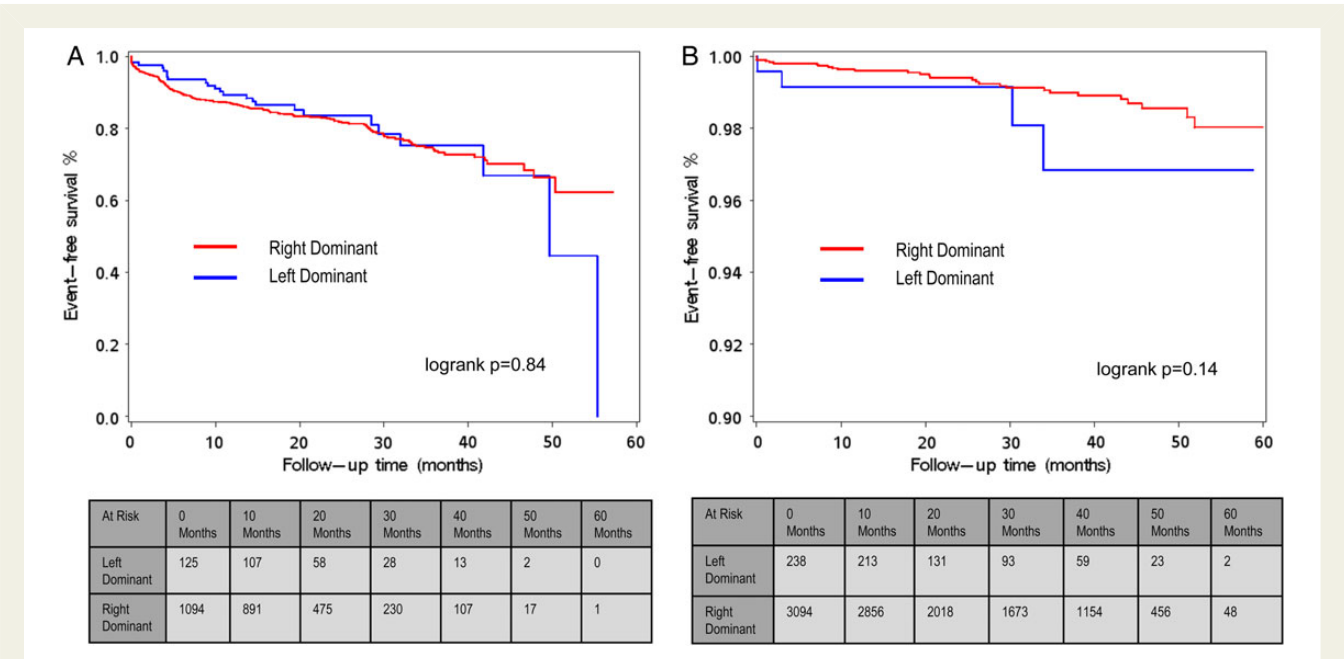 A
1.0
0.8
0.6
0.4
0.2
0.0
Event-free survival %
Right Dominant
Left Dominant
logrank p=0.84
0 10 20 30 40 50 60
Follow-up time (months)
At Risk 0 Months 10 Months 20 Months 30 Months 40 Months 50 Months 60 Months
Left Dominant 125 107 58 28 13 2 0
Right Dominant 1094 891 475 230 107 17 1
B
1.00
0.98
0.96
0.94
0.92
0.90
Event-free survival %
Right Dominant
Left Dominant
logrank p=0.14
0 10 20 30 40 50 60
Follow-up time (months)
At Risk 0 Months 10 Months 20 Months 30 Months 40 Months 50 Months 60 Months
Left Dominant 238 213 131 93 59 23 2
Right Dominant 3094 2856 2018 1673 1154 456 48